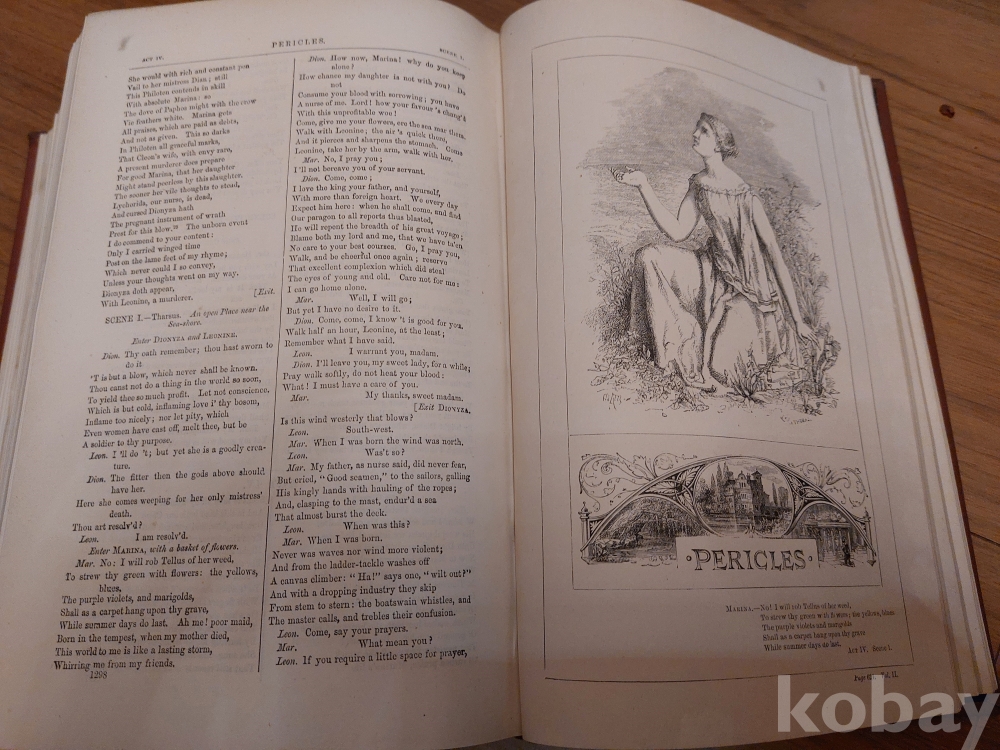 PERICLES.
ACT IV.
SCENE I.
She would with rich and constant pen
Vail to her mistress Dian; still
This Philoten contends in skill
With absolute Marina: so
The dove of Paphos might with the crow
Vie feathers white. Marina gets
All praises, which are paid as debts,
And not as given. This so darks
In Philoten all graceful marks,
That Cleon's wife, with envy rare,
A present murderer does prepare
For good Marina, that her daughter
Might stand peerless by this slaughter.
The sooner her vile thoughts to stead,
Lychorida, our nurse, is dead,
And cursed Dionyza hath
The pregnant instrument of wrath
Prest for this blow. The unborn event
I do commend to your content:
Only I carried winged time
Post on the lame feet of my rhyme;
Which never could I so convey,
Unless your thoughts went on my way.
Dionyza doth appear,
With Leonine, a murderer. [Exit.
SCENE I.—Tharsus. An open Place near the
Sea-shore.
Enter DIONYZA and LEONINE.
Dion. Thy oath remember; thou hast sworn to
do it
'T is but a blow, which never shall be known.
Thou canst not do a thing in the world so soon,
To yield thee so much profit. Let not conscience,
Which is but cold, inflaming love i' thy bosom,
Inflame too nicely; nor let pity, which
Even women have cast off, melt thee, but be
A soldier to thy purpose.
Leon. I 'll do 't; but yet she is a goodly crea-
ture.
Dion. The fitter then the gods above should
have her.
Here she comes weeping for her only mistress'
death.
Thou art resolv'd?
Leon. I am resolv'd.
Enter MARINA, with a basket of flowers.
Mar. No: I will rob Tellus of her weed,
To strew thy green with flowers: the yellows,
blues,
The purple violets, and marigolds,
Shall as a carpet hang upon thy grave,
While summer days do last. Ah me! poor maid,
Born in the tempest, when my mother died,
This world to me is like a lasting storm,
Whirring me from my friends.
1298
Dion. How now, Marina! why do you keep
alone?
How chance my daughter is not with you? Do
not
Consume your blood with sorrowing; you have
A nurse of me. Lord! how your favour 's chang'd
With this unprofitable woe!
Come, give me your flowers, ere the sea mar them.
Walk with Leonine; the air 's quick there,
And it pierces and sharpens the stomach. Come
Leonine, take her by the arm, walk with her.
Mar. No, I pray you;
I 'll not bereave you of your servant.
Dion. Come, come;
I love the king your father, and yourself,
With more than foreign heart. We every day
Expect him here: when he shall come, and find
Our paragon to all reports thus blasted,
He will repent the breadth of his great voyage;
Blame both my lord and me, that we have ta'en
No care to your best courses. Go, I pray you,
Walk, and be cheerful once again; reserve
That excellent complexion which did steal
The eyes of young and old. Care not for me:
I can go home alone.
Mar. Well, I will go;
But yet I have no desire to it.
Dion. Come, come, I know 't is good for you.
Walk half an hour, Leonine, at the least;
Remember what I have said.
Leon. I warrant you, madam.
Dion. I'll leave you, my sweet lady, for a while;
Pray walk softly, do not heat your blood:
What! I must have a care of you.
Mar. My thanks, sweet madam.
[Exit DIONYZA.
Is this wind westerly that blows?
Leon. South-west.
Mar. When I was born the wind was north.
Leon. Was't so?
Mar. My father, as nurse said, did never fear,
But cried, "Good seamen," to the sailors, galling
His kingly hands with hauling of the ropes;
And, clasping to the mast, endur'd a sea
That almost burst the deck.
Leon. When was this?
Mar. When I was born.
Never was waves nor wind more violent;
And from the ladder-tackle washes off
A canvas climber: "Ha!" says one, "wilt out?"
And with a dropping industry they skip
From stem to stern: the boatswain whistles, and
The master calls, and trebles their confusion.
Leon. Come, say your prayers.
Mar. What mean you?
Leon. If you require a little space for prayer,
PERICLES
MARINA.—No! I will rob Tellus of her weed,
To strew thy green with flowers; the yellows, blues
The purple violets and marigolds
Shall as a carpet hang upon thy grave
While summer days do last. Act IV. Scene I.
Page Vol. II.
kobay